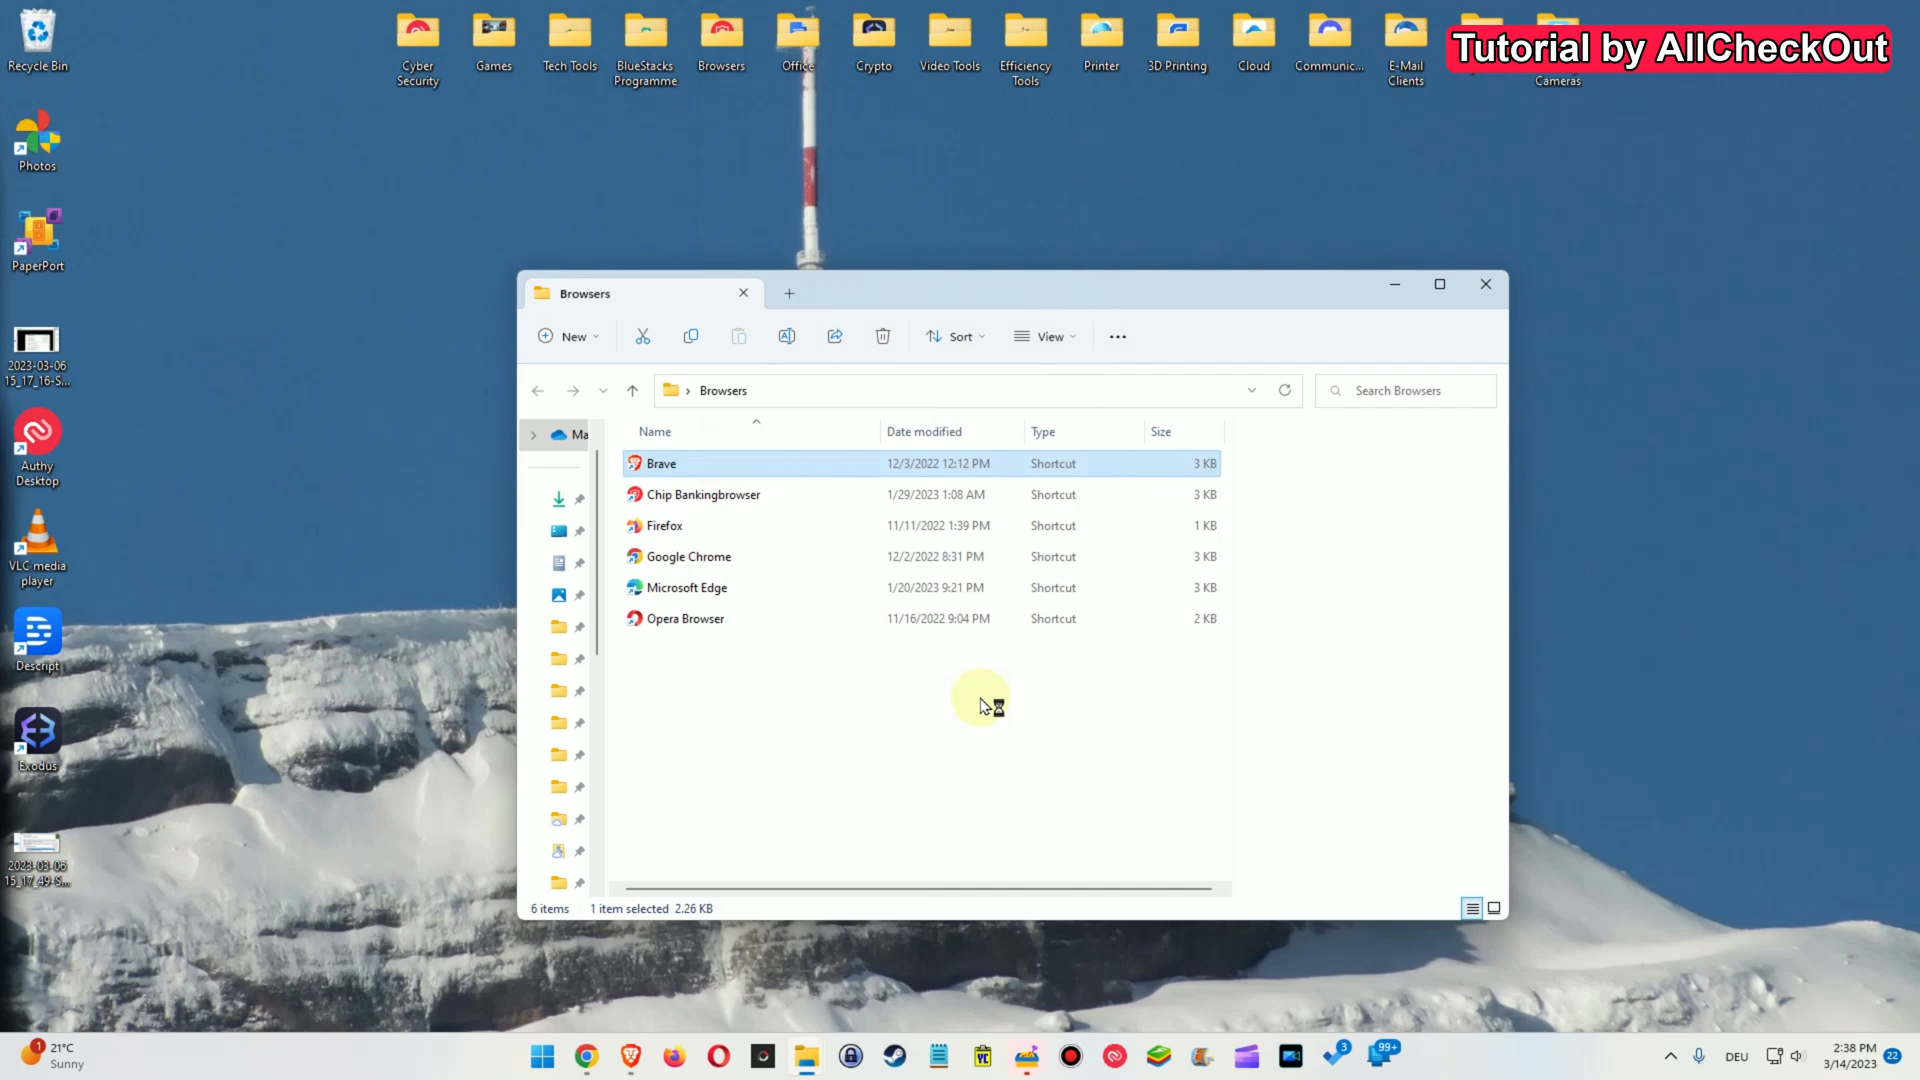 Recycle Bin
Cyber
Security
Games
Tech Tools
BlueStacks
Programme
Browsers
Office
Crypto
Video Tools
Efficiency
Tools
Printer
3D Printing
Cloud
Communic...
E-Mail
Clients
Cameras
Tutorial by AllCheckOut
Photos
PaperPort
2023-03-06
15_17_16-S...
Authy
Desktop
VLC media
player
Descript
Exodus
2023-03-06
15_17_49-S...
Browsers
New
Sort
View
Browsers
Search Browsers
Ma
Name Date modified Type Size
Brave 12/3/2022 12:12 PM Shortcut 3 KB
Chip Bankingbrowser 1/29/2023 1:08 AM Shortcut 3 KB
Firefox 11/11/2022 1:39 PM Shortcut 1 KB
Google Chrome 12/2/2022 8:31 PM Shortcut 3 KB
Microsoft Edge 1/20/2023 9:21 PM Shortcut 3 KB
Opera Browser 11/16/2022 9:04 PM Shortcut 2 KB
6 items 1 item selected 2.26 KB
1
21°C
Sunny
YC
3
99+
DEU
2:38 PM
3/14/2023
22